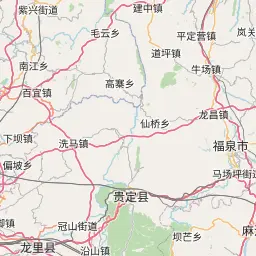 紫兴街道
建中镇
毛云乡
平定营镇
岚关
道坪镇
南江乡
牛场镇
高寨乡
百宜镇
龙昌镇
仙桥乡
下坝镇
洗马镇
福泉市
偏坡乡
马场坪街道
贵定县
冠山街道
坝芒乡
麻
龙里县
沿山镇